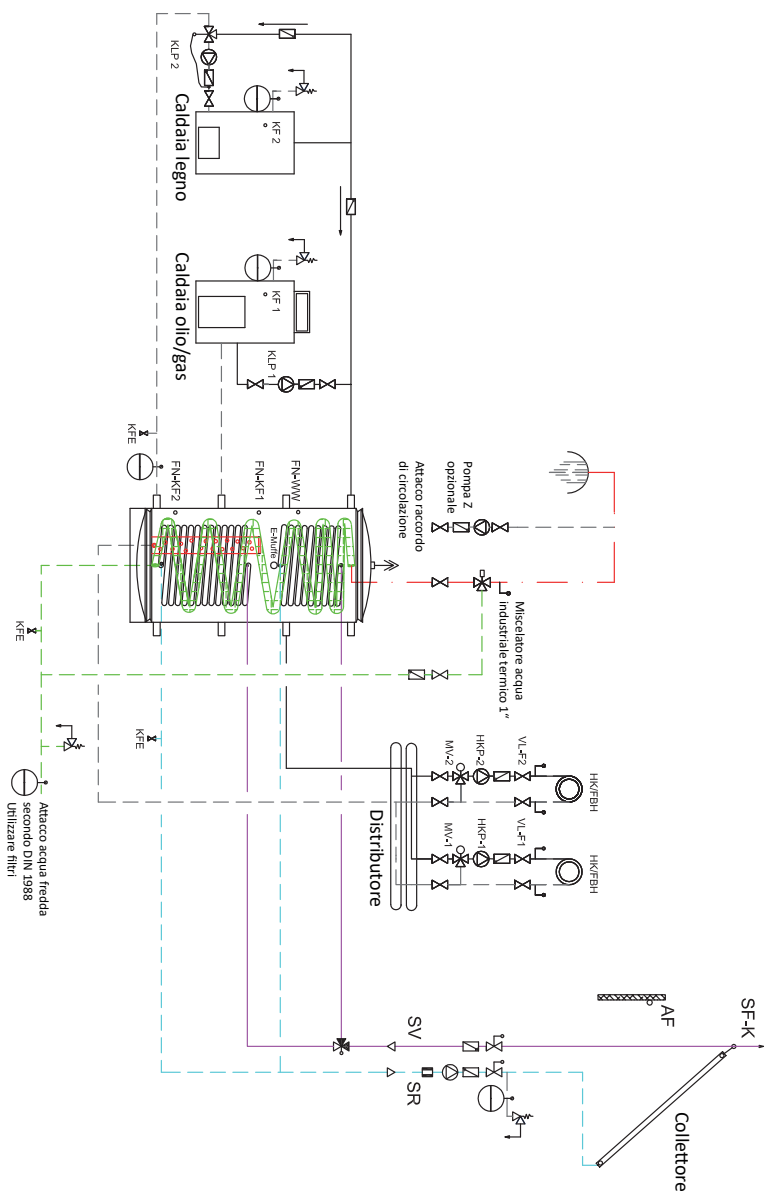 KLP 2
KF 2
Caldaia legno
KF 1
Caldaia olio/gas
KLP 1
KFE
FN-KF2
FN-KF1
FN-WW
E-Muffe
Pompa Z
opzionale
Attacco raccordo
di circolazione
Miscelatore acqua
industriale termico 1"
KFE
KFE
Attacco acqua fredda
secondo DIN 1988
Utilizzare filtri
HK/FBH
VL-F2
HKP-2
MV-2
HK/FBH
VL-F1
HKP-1
MV-1
Distributore
AF
SF-K
SV
SR
Collettore